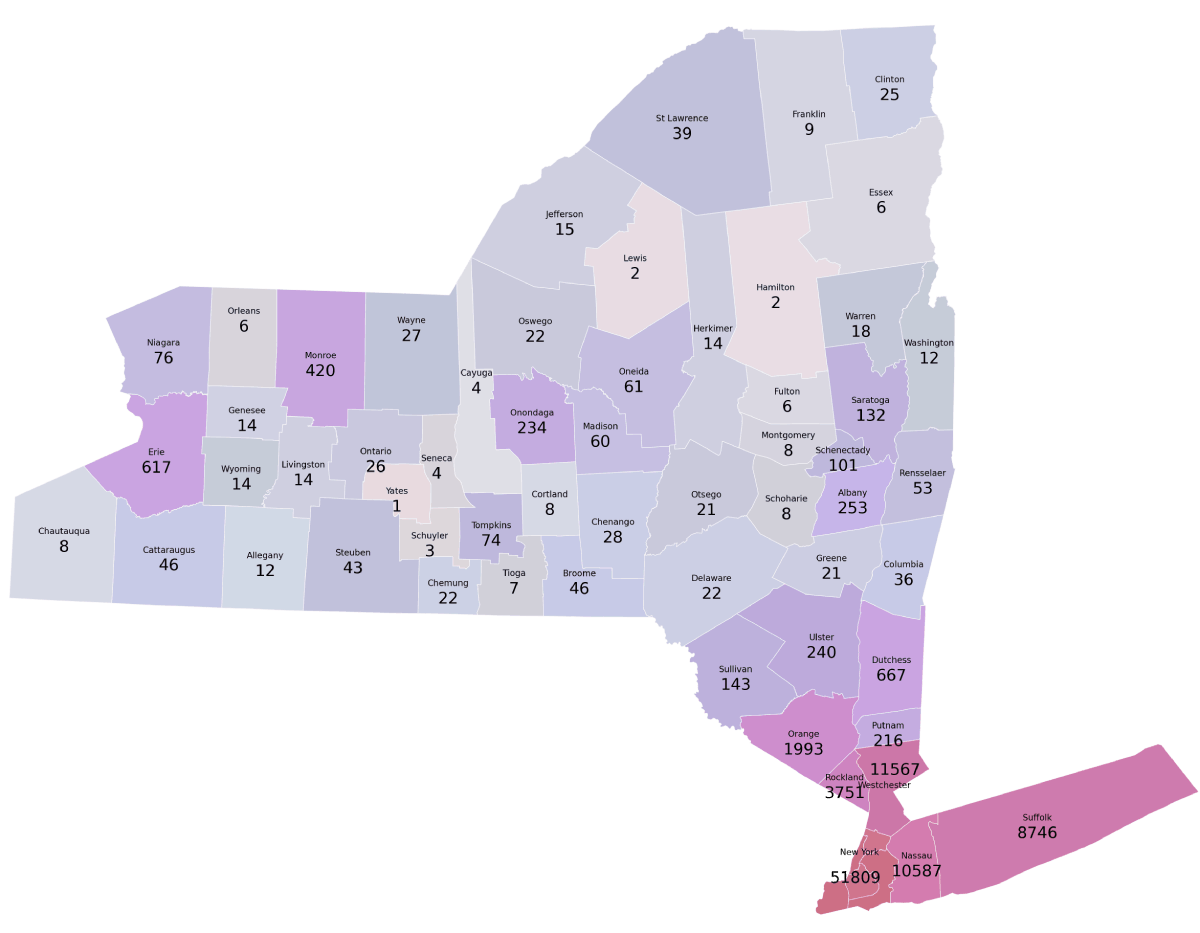 Clinton
25
Franklin
9
St Lawrence
39
Essex
6
Jefferson
15
Lewis
2
Hamilton
2
Orleans
6
Warren
18
Wayne
27
Oswego
22
Herkimer
14
Niagara
76
Washington
12
Monroe
420
Cayuga
4
Oneida
61
Fulton
6
Saratoga
132
Genesee
14
Onondaga
234
Madison
60
Montgomery
8
Erie
617
Ontario
26
Schenectady
101
Seneca
4
Wyoming
14
Livingston
14
Rensselaer
53
Yates
1
Cortland
8
Otsego
21
Schoharie
8
Albany
253
Chenango
28
Tompkins
74
Chautauqua
8
Schuyler
3
Cattaraugus
46
Allegany
12
Steuben
43
Greene
21
Columbia
36
Tioga
7
Broome
46
Delaware
22
Chemung
22
Ulster
240
Dutchess
667
Sullivan
143
Putnam
216
Orange
1993
11567
Westchester
Rockland
3751
Suffolk
8746
New York
51809
Nassau
10587